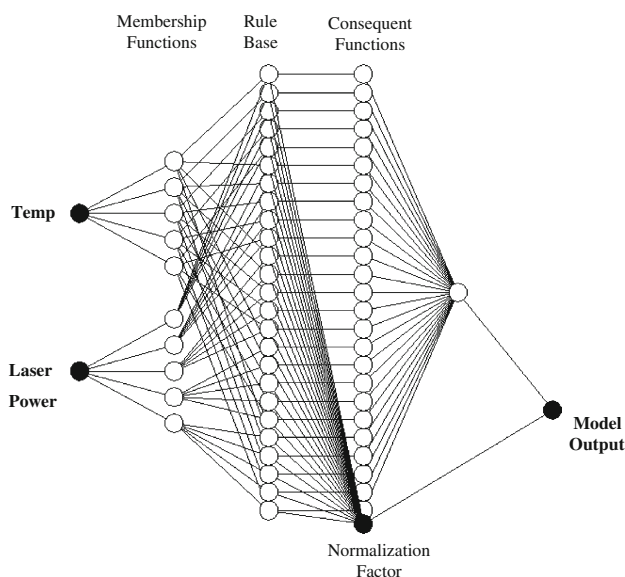 Membership
Functions
Rule
Base
Consequent
Functions
Temp
Laser
Power
Model
Output
Normalization
Factor